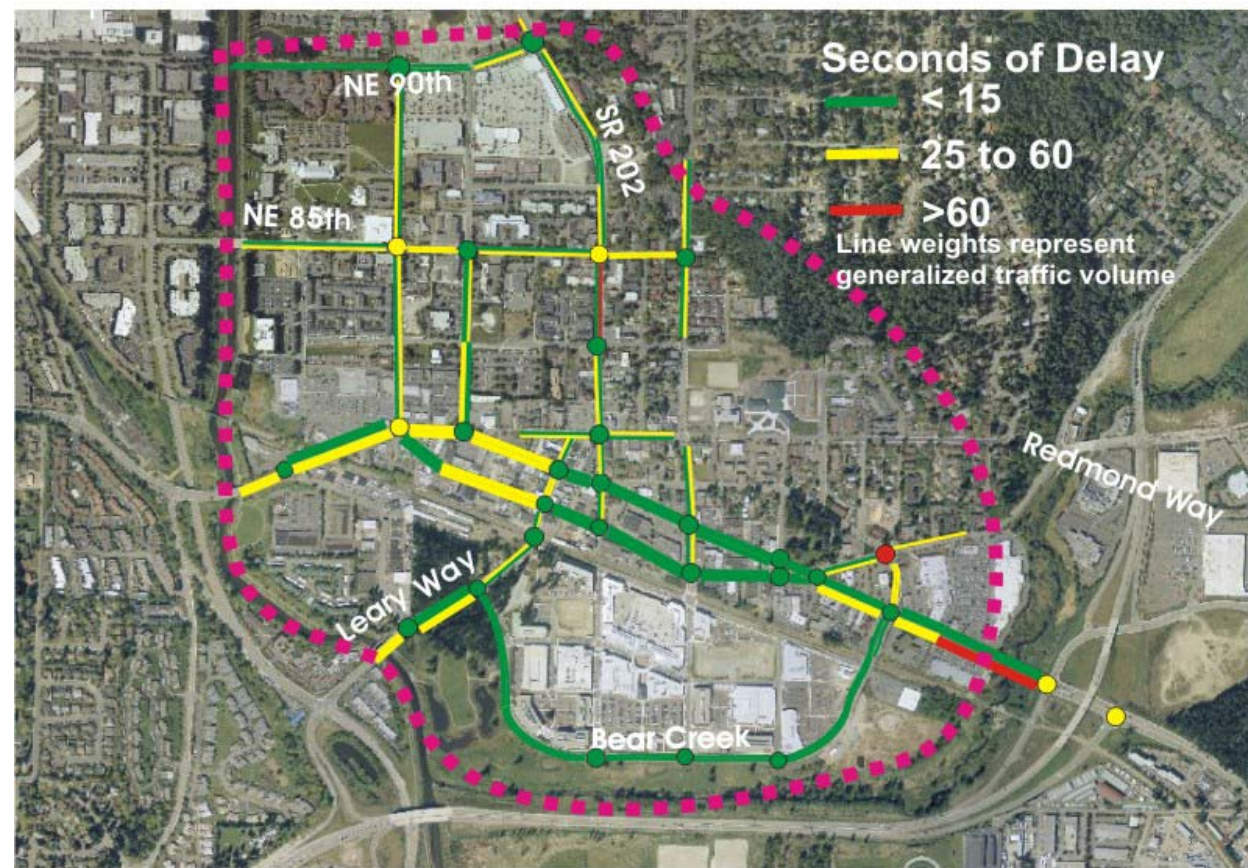 Seconds of Delay
< 15
25 to 60
>60
Line weights represent
generalized traffic volume
NE 90th
SR 202
NE 85th
Redmond Way
Leary Way
Bear Creek